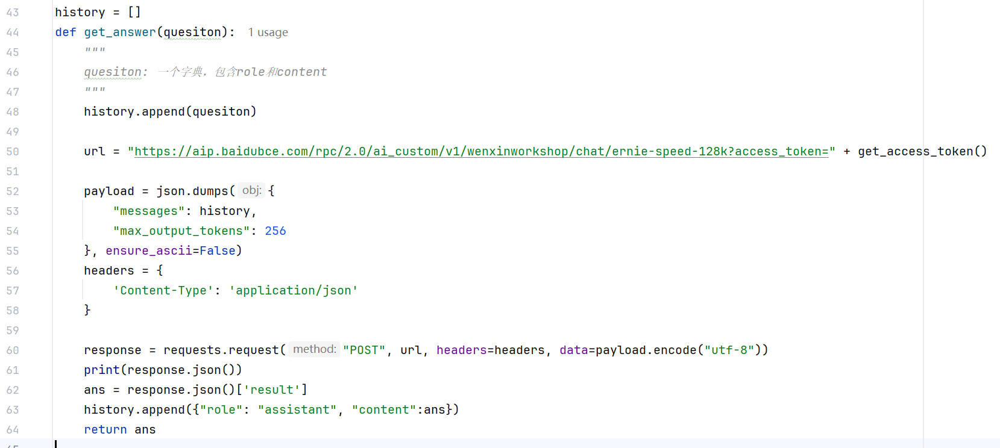 43 history = []
44 def get_answer(quesiton): 1 usage
45 """
46 quesiton: 一个字典，包含role和content
47 """
48 history.append(quesiton)
49
50 url = "https://aip.baidubce.com/rpc/2.0/ai_custom/v1/wenxinworkshop/chat/ernie-speed-128k?access_token=" + get_access_token()
51
52 payload = json.dumps( obj: {
53 "messages": history,
54 "max_output_tokens": 256
55 }, ensure_ascii=False)
56 headers = {
57 'Content-Type': 'application/json'
58 }
59
60 response = requests.request( method: "POST", url, headers=headers, data=payload.encode("utf-8"))
61 print(response.json())
62 ans = response.json()['result']
63 history.append({"role": "assistant", "content":ans})
64 return ans